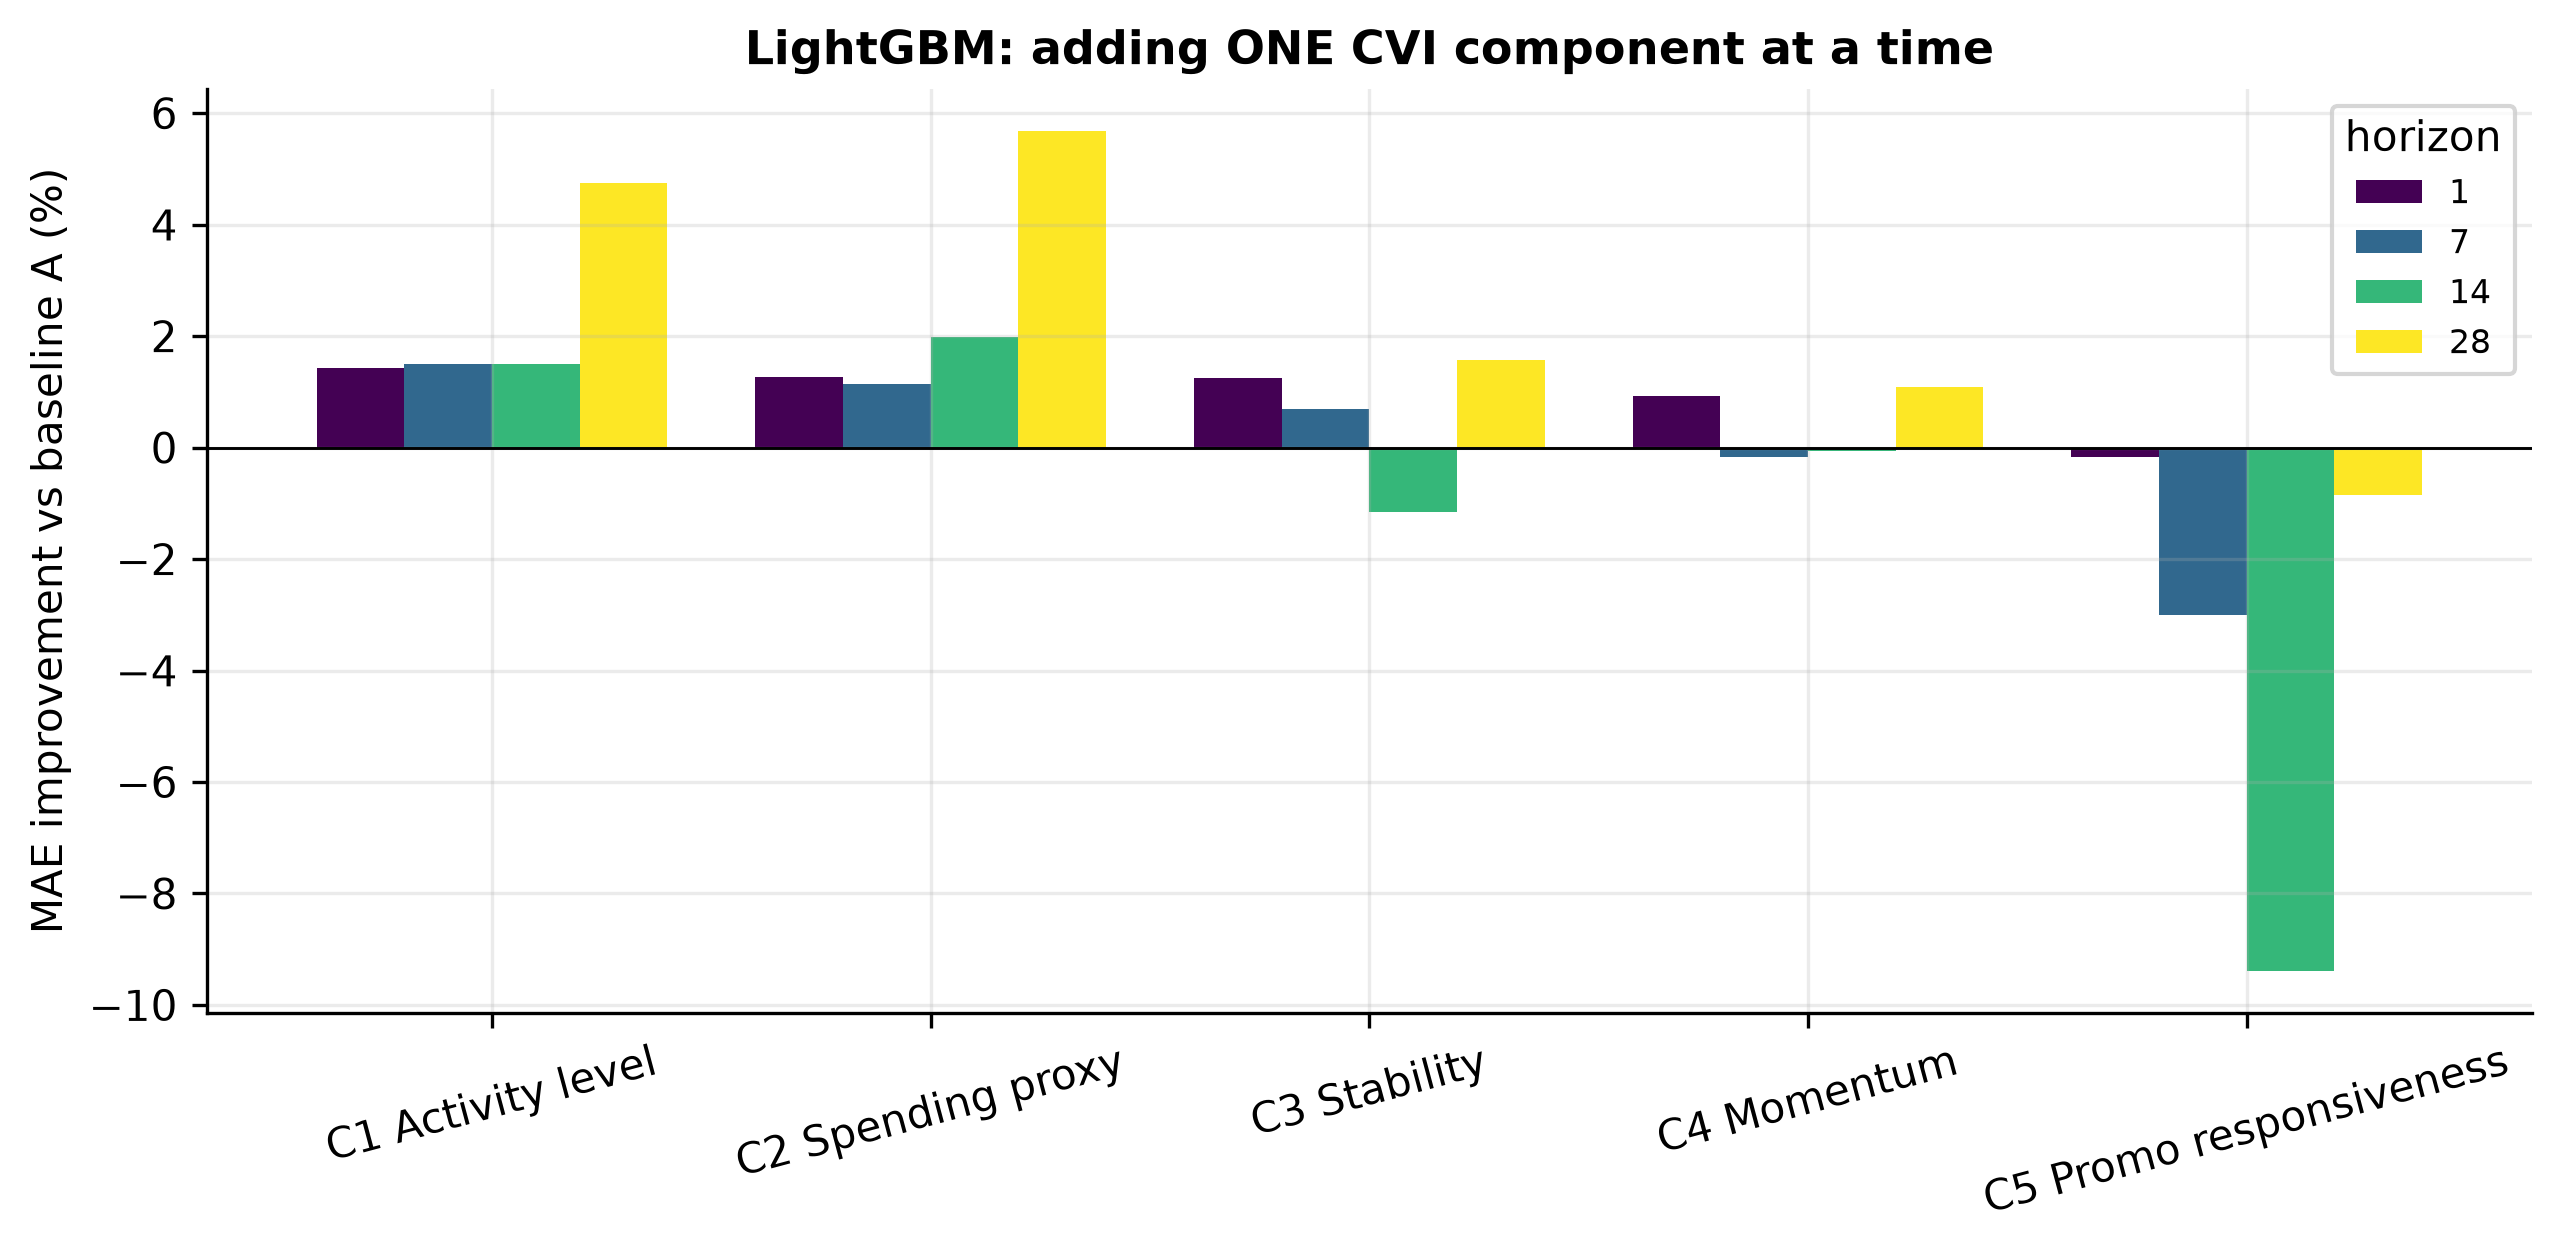 LightGBM: adding ONE CVI component at a time
MAE improvement vs baseline A (%)
6
4
2
0
−2
−4
−6
−8
−10
horizon
1
7
14
28
C1 Activity level
C2 Spending proxy
C3 Stability
C4 Momentum
C5 Promo responsiveness